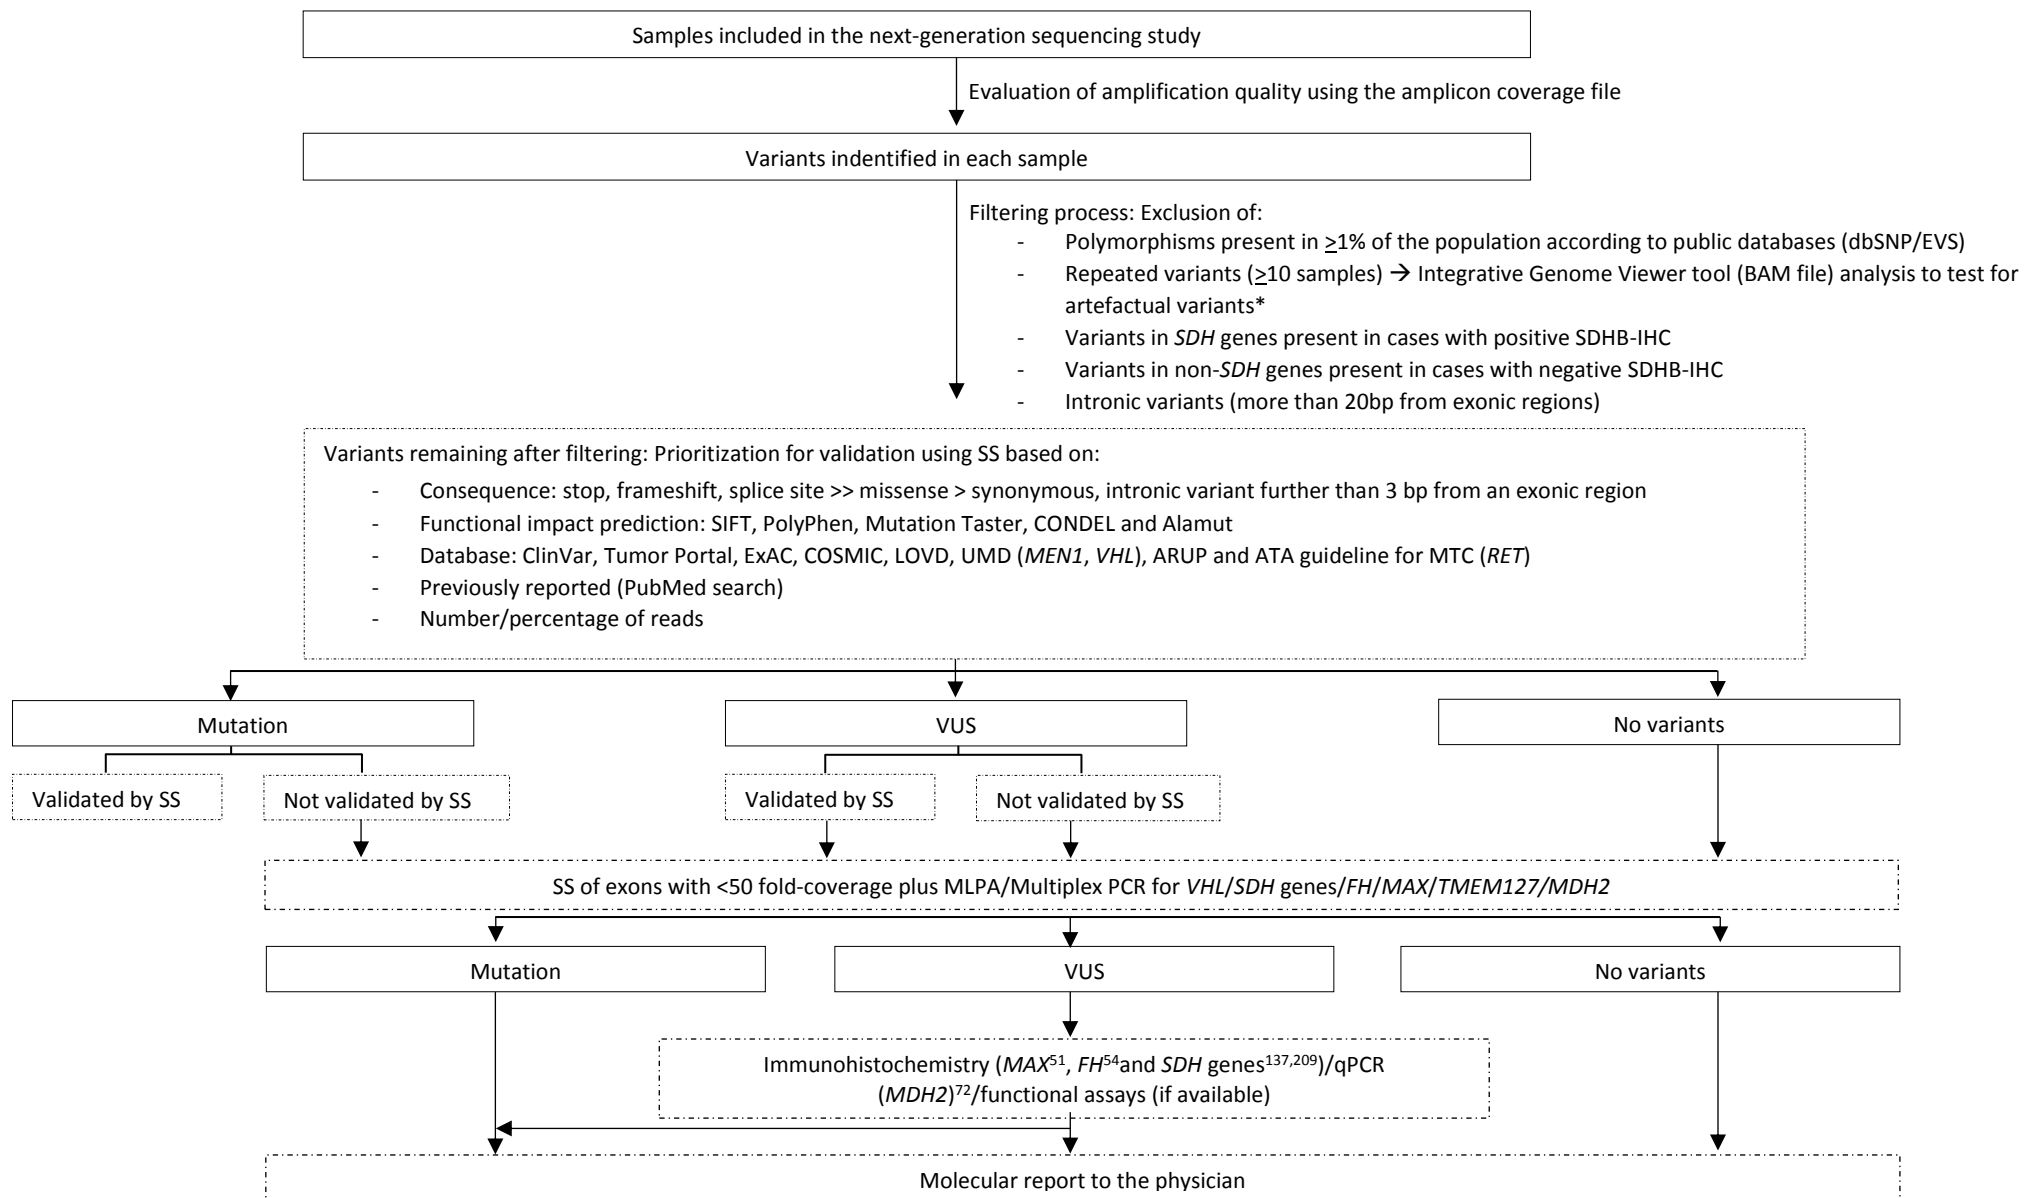 Samples included in the next-generation sequencing study
Evaluation of amplification quality using the amplicon coverage file
Variants indentified in each sample
Filtering process: Exclusion of:
- Polymorphisms present in ≥1% of the population according to public databases (dbSNP/EVS)
- Repeated variants (≥10 samples) → Integrative Genome Viewer tool (BAM file) analysis to test for
artefactual variants*
- Variants in SDH genes present in cases with positive SDHB-IHC
- Variants in non-SDH genes present in cases with negative SDHB-IHC
- Intronic variants (more than 20bp from exonic regions)
Variants remaining after filtering: Prioritization for validation using SS based on:
- Consequence: stop, frameshift, splice site >> missense > synonymous, intronic variant further than 3 bp from an exonic region
- Functional impact prediction: SIFT, PolyPhen, Mutation Taster, CONDEL and Alamut
- Database: ClinVar, Tumor Portal, ExAC, COSMIC, LOVD, UMD (MEN1, VHL), ARUP and ATA guideline for MTC (RET)
- Previously reported (PubMed search)
- Number/percentage of reads
Mutation
VUS
No variants
Validated by SS
Not validated by SS
Validated by SS
Not validated by SS
SS of exons with <50 fold-coverage plus MLPA/Multiplex PCR for VHL/SDH genes/FH/MAX/TMEM127/MDH2
Mutation
VUS
No variants
Immunohistochemistry (MAX51, FH54and SDH genes137,209)/qPCR
(MDH2)72/functional assays (if available)
Molecular report to the physician